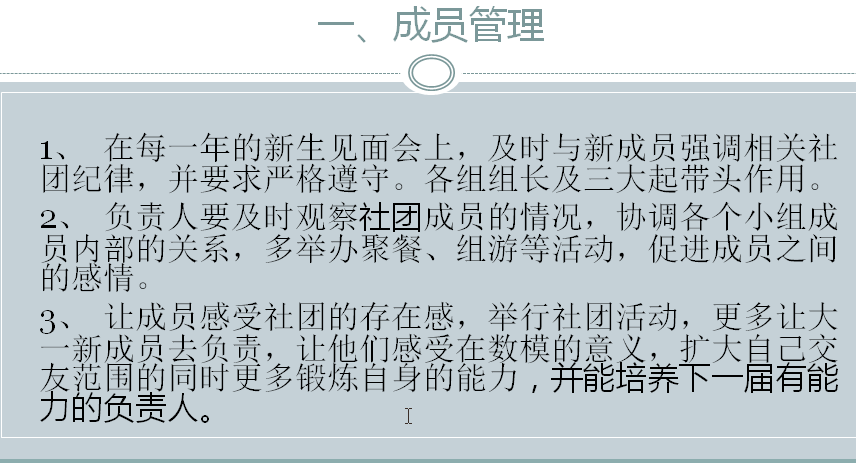 一、成员管理
1、 在每一年的新生见面会上，及时与新成员强调相关社
团纪律，并要求严格遵守。各组组长及三大起带头作用。
2、 负责人要及时观察社团成员的情况，协调各个小组成
员内部的关系，多举办聚餐、组游等活动，促进成员之间
的感情。
3、 让成员感受社团的存在感，举行社团活动，更多让大
一新成员去负责，让他们感受在数模的意义，扩大自己交
友范围的同时更多锻炼自身的能力，并能培养下一届有能
力的负责人。